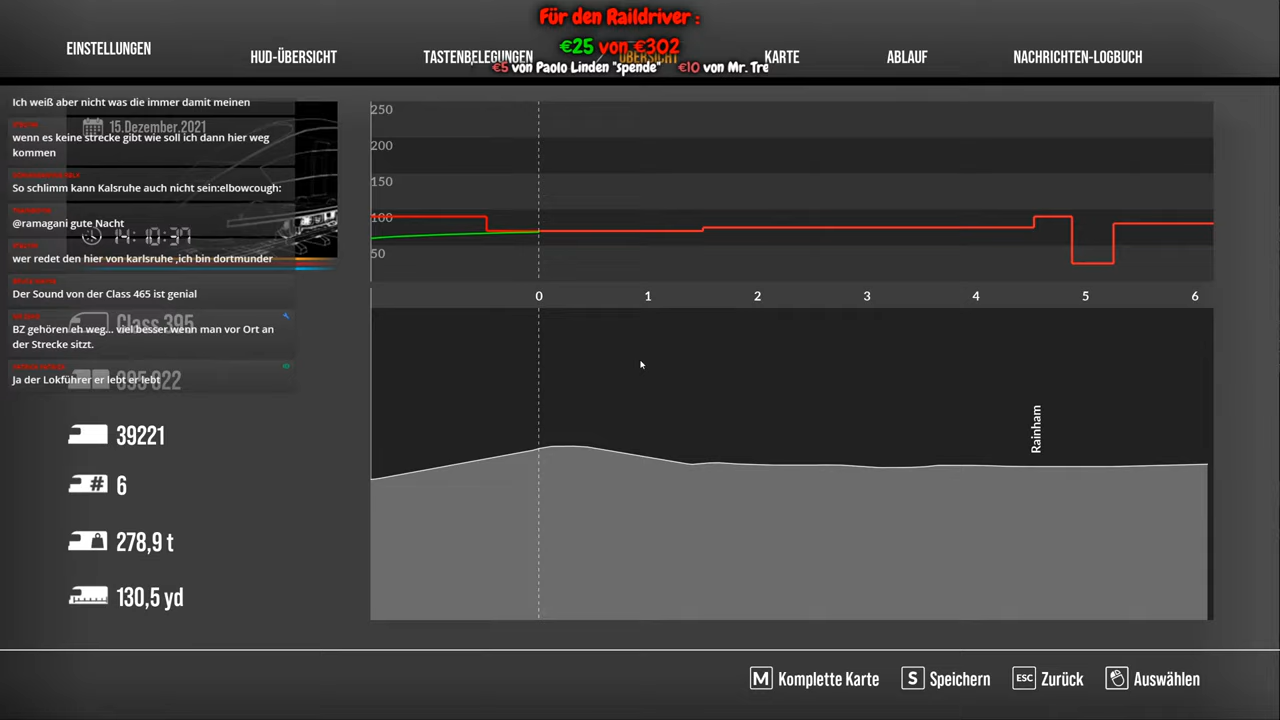 Für den Raildriver :
€25 von €302
€5 von Paolo Linden "spende" €10 von Mr. Tre
EINSTELLUNGEN
HUD-ÜBERSICHT
TASTENBELEGUNGEN
ÜBERSICHT
KARTE
ABLAUF
NACHRICHTEN-LOGBUCH
Ich weiß aber nicht was die immer damit meinen
15.Dezember.2021
wenn es keine strecke gibt wie soll ich dann hier weg
kommen
So schlimm kann Kalsruhe auch nicht sein:elbowcough:
@ramagani gute Nacht
14:10:37
wer redet den hier von karlsruhe ,ich bin dortmunder
Der Sound von der Class 465 ist genial
Class 395
BZ gehören eh weg... viel besser wenn man vor Ort an
der Strecke sitzt.
Ja der Lokführer er lebt er lebt
39221
# 6
278,9 t
130,5 yd
250
200
150
100
50
0 1 2 3 4 5 6
Rainham
M Komplette Karte
S Speichern
ESC Zurück
Auswählen